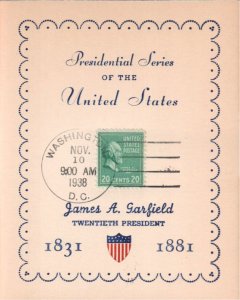 Presidential Series
OF THE
United States
WASHINGT
NOV.
10
9:00 AM
1938
D.C.
UNITED STATES
POSTAGE
20 CENTS 20
James A. Garfield
TWENTIETH PRESIDENT
1831 1881